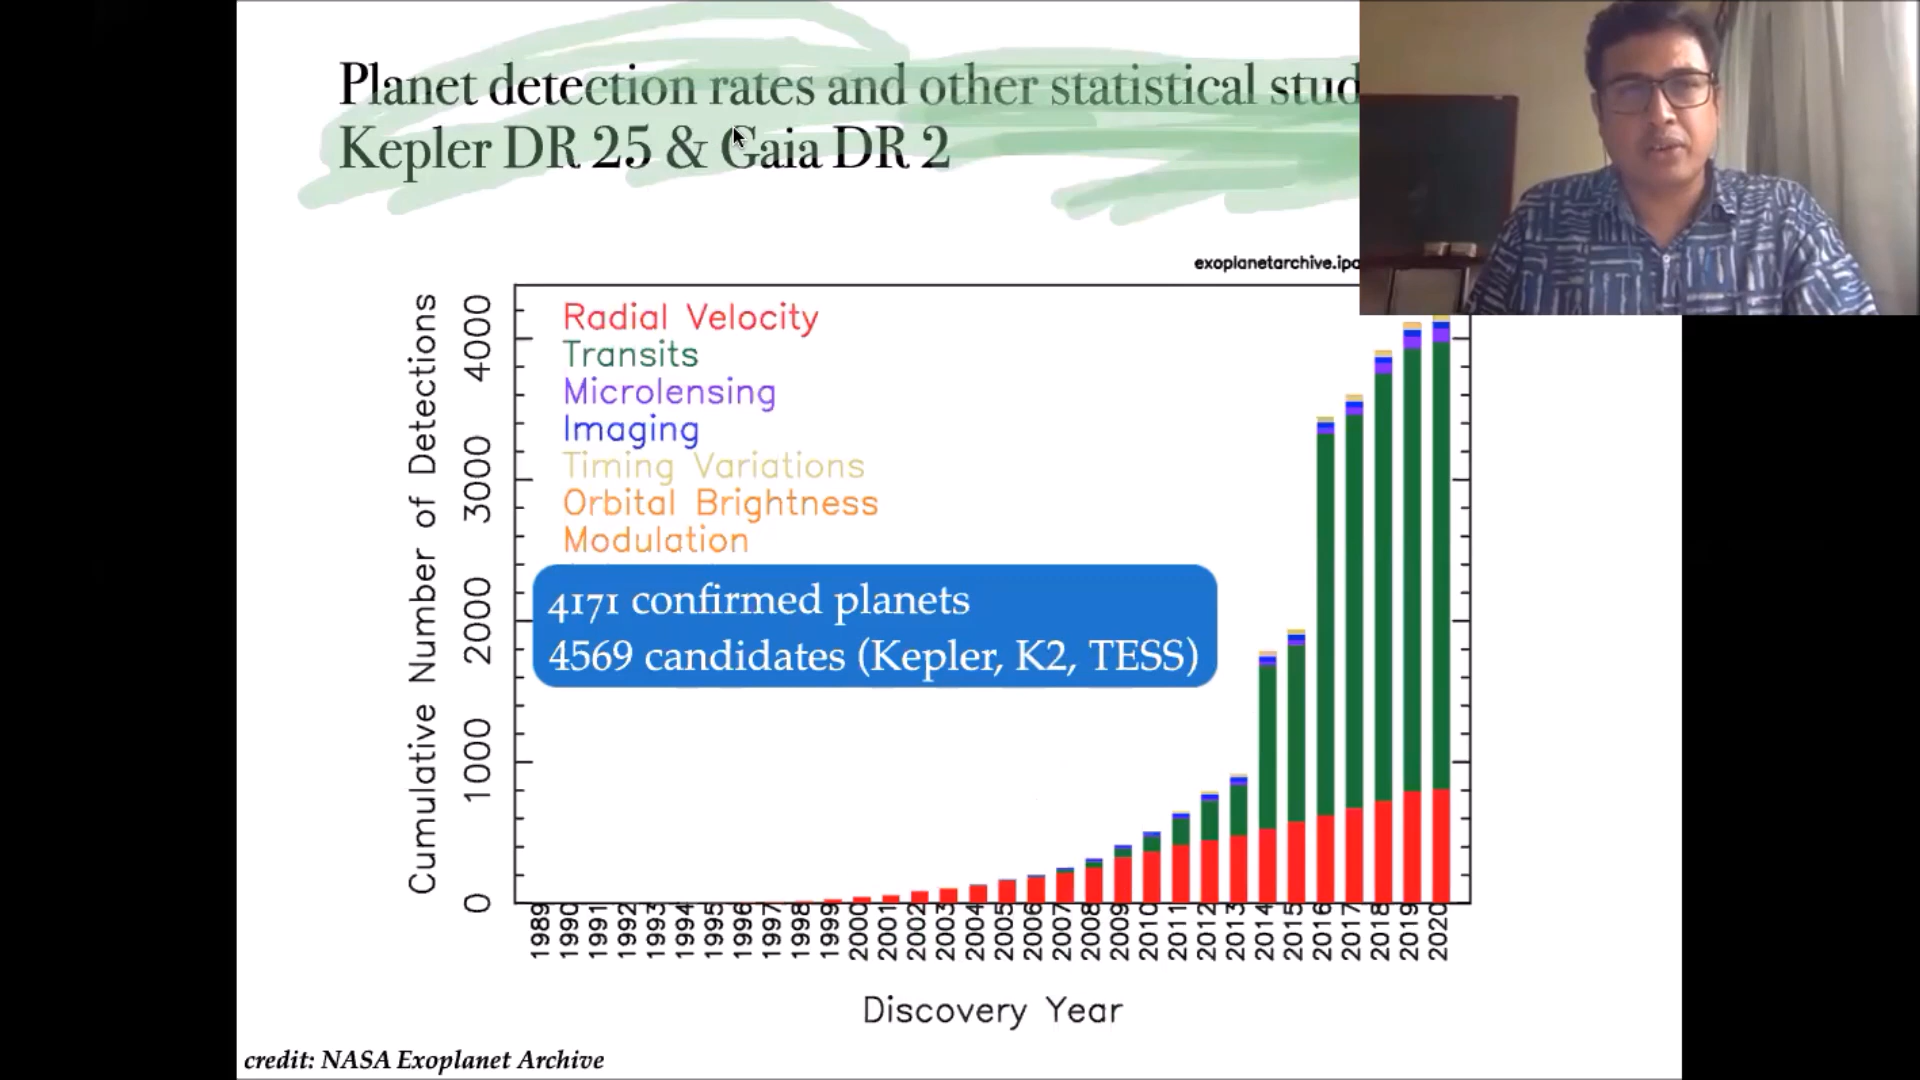 Planet detection rates and other statistical stud
Kepler DR 25 & Gaia DR 2
exoplanetarchive.ipa
Radial Velocity
Transits
Microlensing
Imaging
Timing Variations
Orbital Brightness
Modulation
4171 confirmed planets
4569 candidates (Kepler, K2, TESS)
Cumulative Number of Detections
4000
3000
2000
1000
0
1989 1990 1991 1992 1993 1994 1995 1996 1997 1998 1999 2000 2001 2002 2003 2004 2005 2006 2007 2008 2009 2010 2011 2012 2013 2014 2015 2016 2017 2018 2019 2020
Discovery Year
credit: NASA Exoplanet Archive